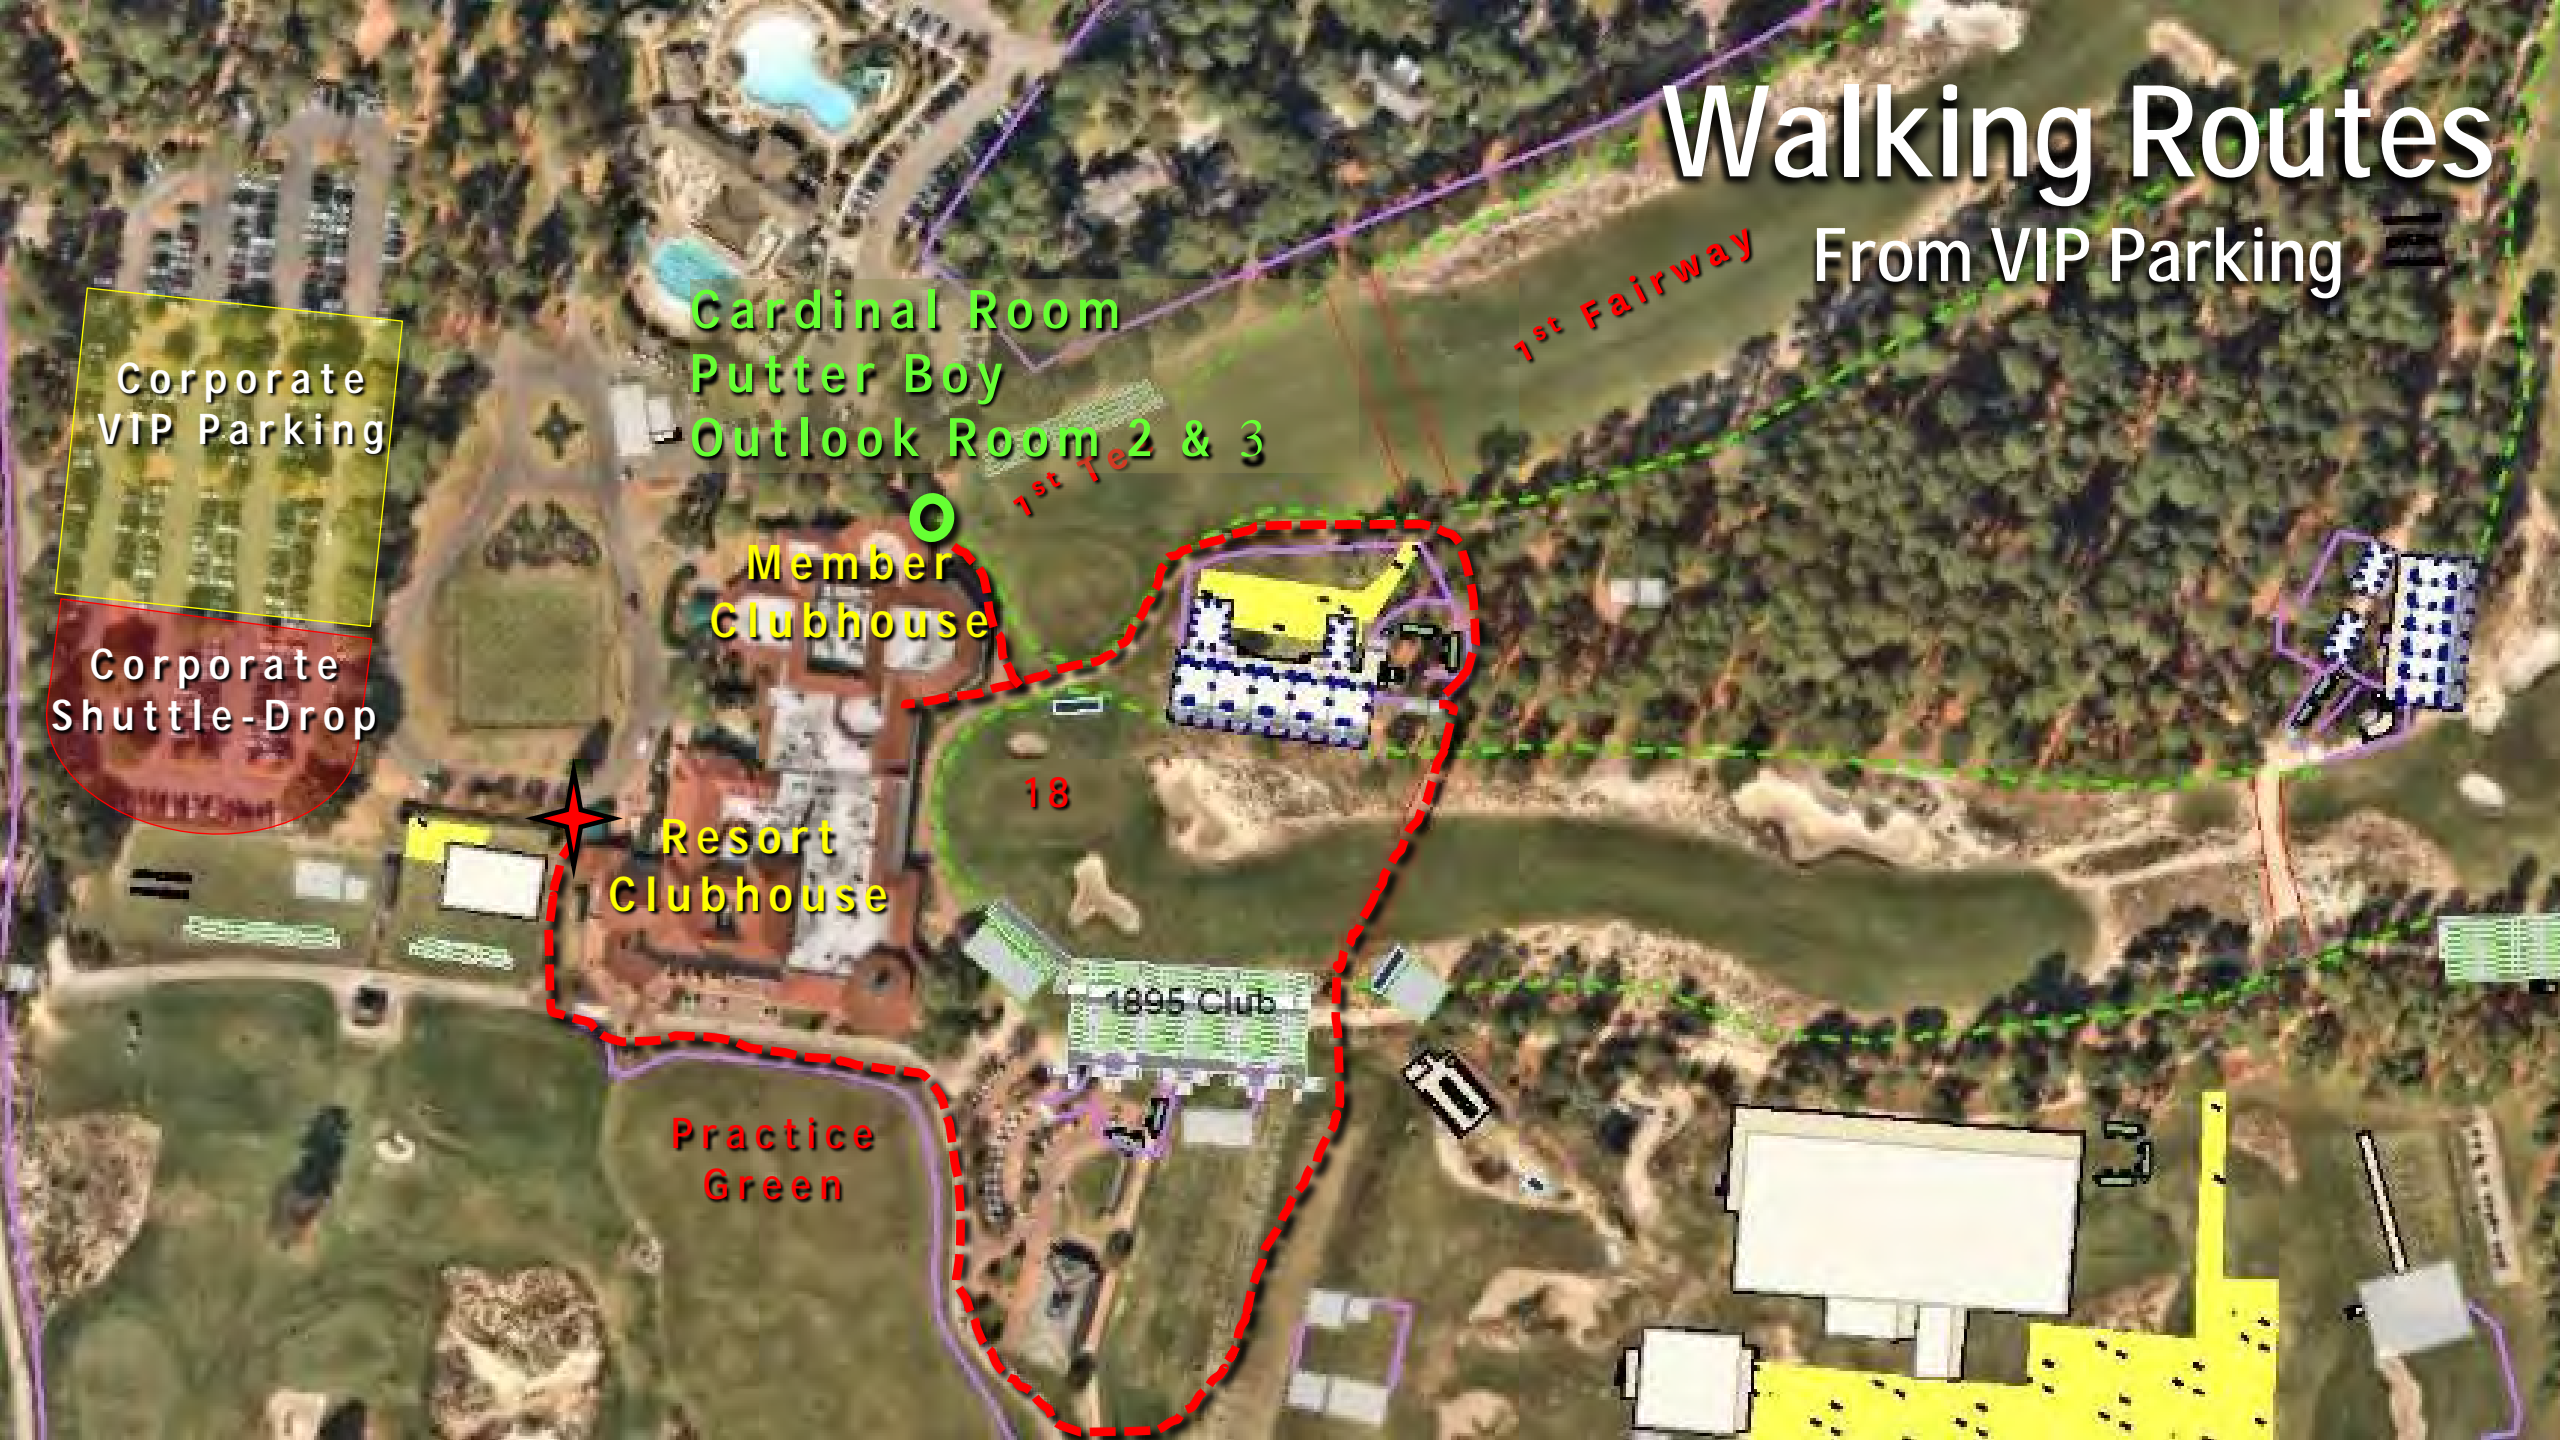 Walking Routes
From VIP Parking
1st Fairway
Cardinal Room
Putter Boy
Outlook Room 2 & 3
1st Te
Corporate
VIP Parking
Member
Clubhouse
Corporate
Shuttle-Drop
18
Resort
Clubhouse
1895 Club
Practice
Green